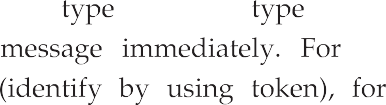 type type
message immediately. For
(identify by using token), for